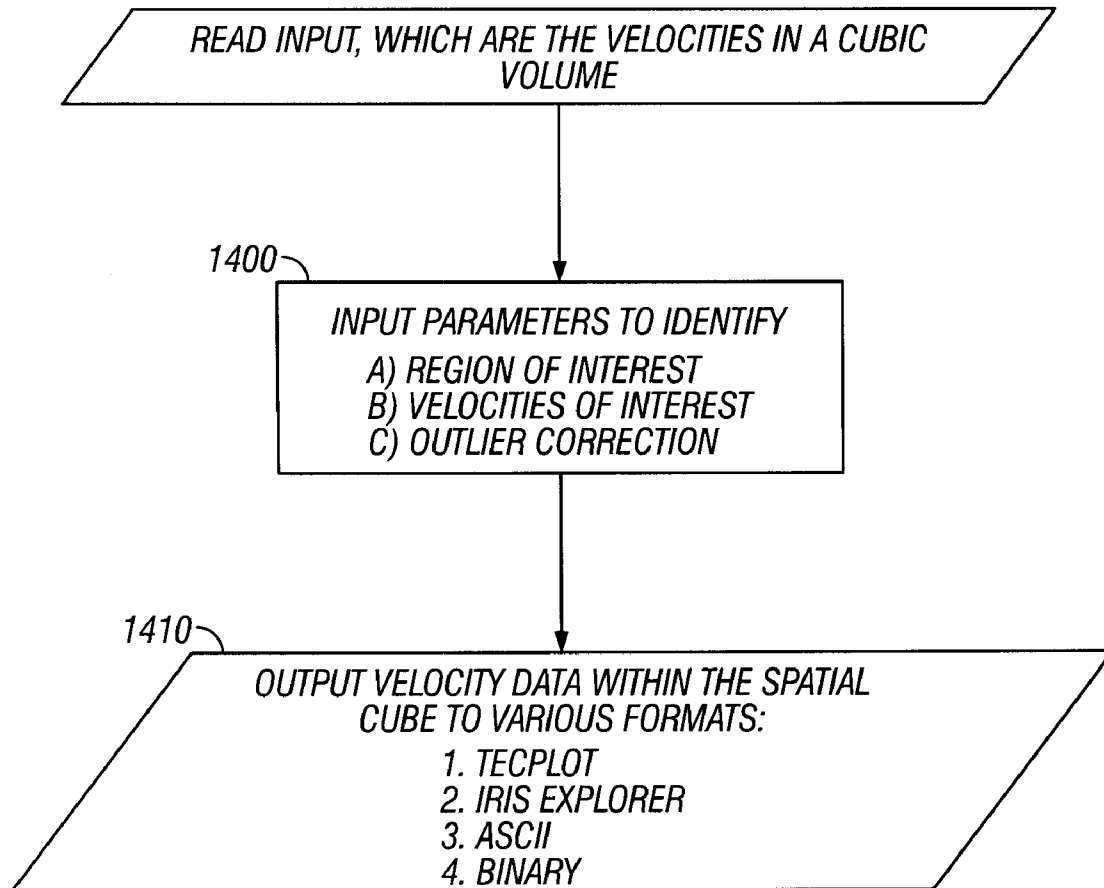 READ INPUT, WHICH ARE THE VELOCITIES IN A CUBIC
VOLUME
1400
INPUT PARAMETERS TO IDENTIFY
A) REGION OF INTEREST
B) VELOCITIES OF INTEREST
C) OUTLIER CORRECTION
1410
OUTPUT VELOCITY DATA WITHIN THE SPATIAL
CUBE TO VARIOUS FORMATS:
1. TECPLOT
2. IRIS EXPLORER
3. ASCII
4. BINARY